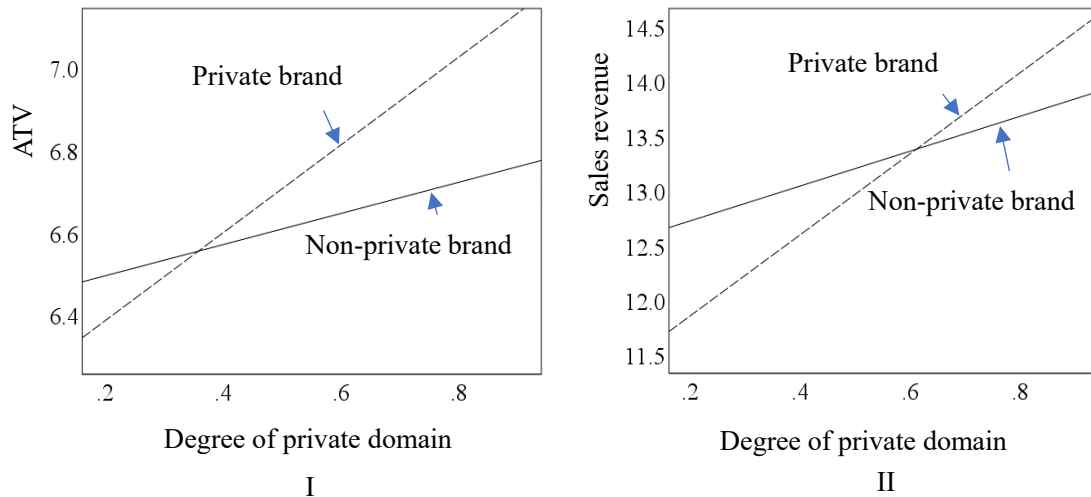 ATV
7.0
6.8
6.6
6.4
Private brand
Non-private brand
.2 .4 .6 .8
Degree of private domain
I
Sales revenue
14.5
14.0
13.5
13.0
12.5
12.0
11.5
Private brand
Non-private brand
.2 .4 .6 .8
Degree of private domain
II